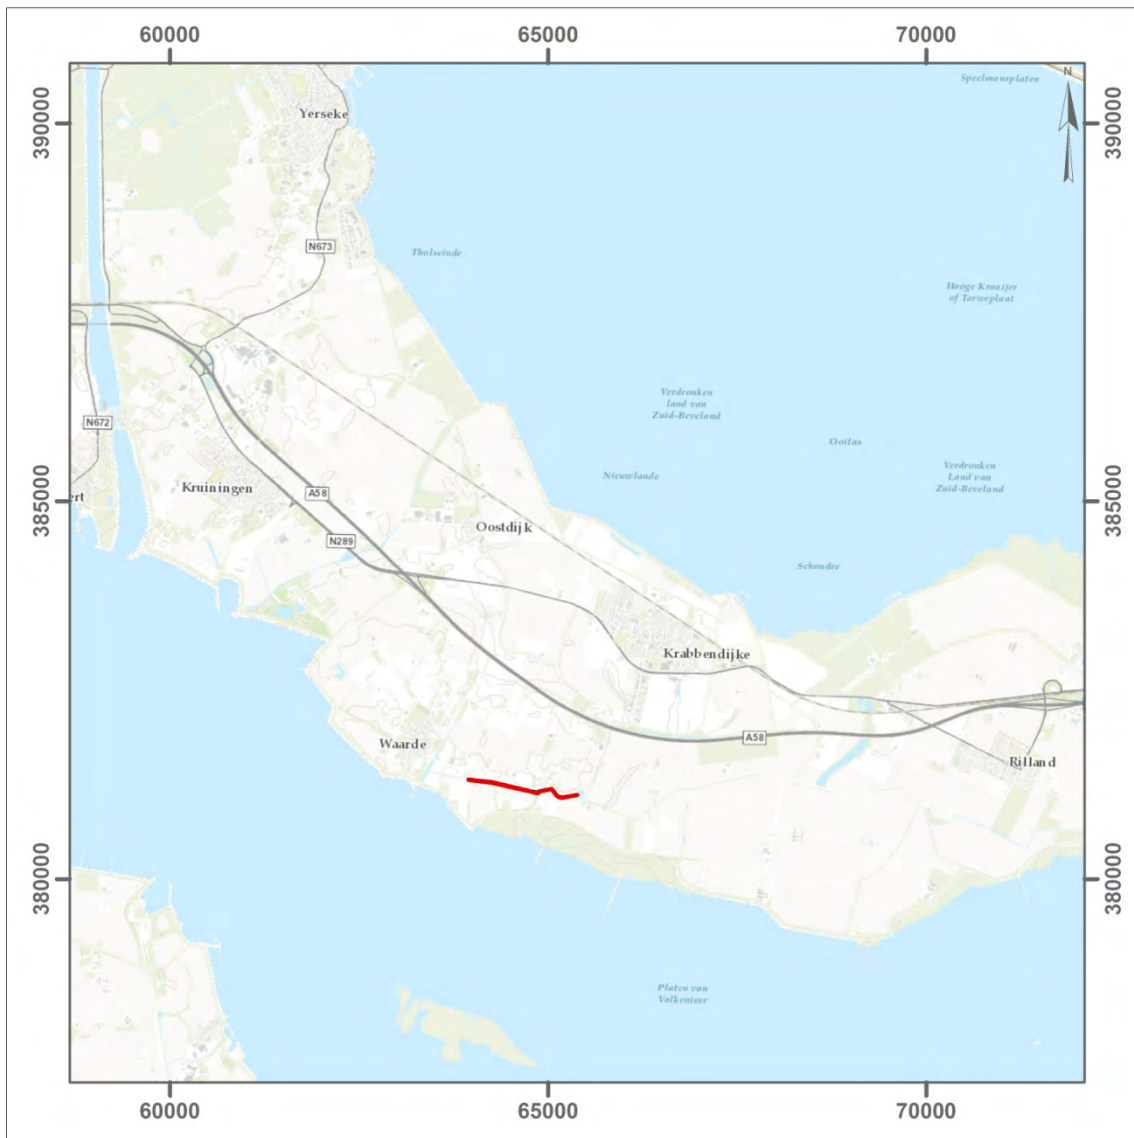 60000
65000
70000
N
Speelmansplaten
390000
390000
Yerseke
N673
Tholseinde
Hooge Kraaijer
of Tarweplaat
Verdronken
land van
Zuid-Beveland
N672
Ooitas
Verdronken
Land van
Zuid-Beveland
Nieuwlande
Kruiningen
A58
ert
385000
385000
Oostdijk
N289
Schoudee
Krabbendijke
Waarde
A58
Rilland
380000
380000
Platen van
Valkenisse
60000
65000
70000